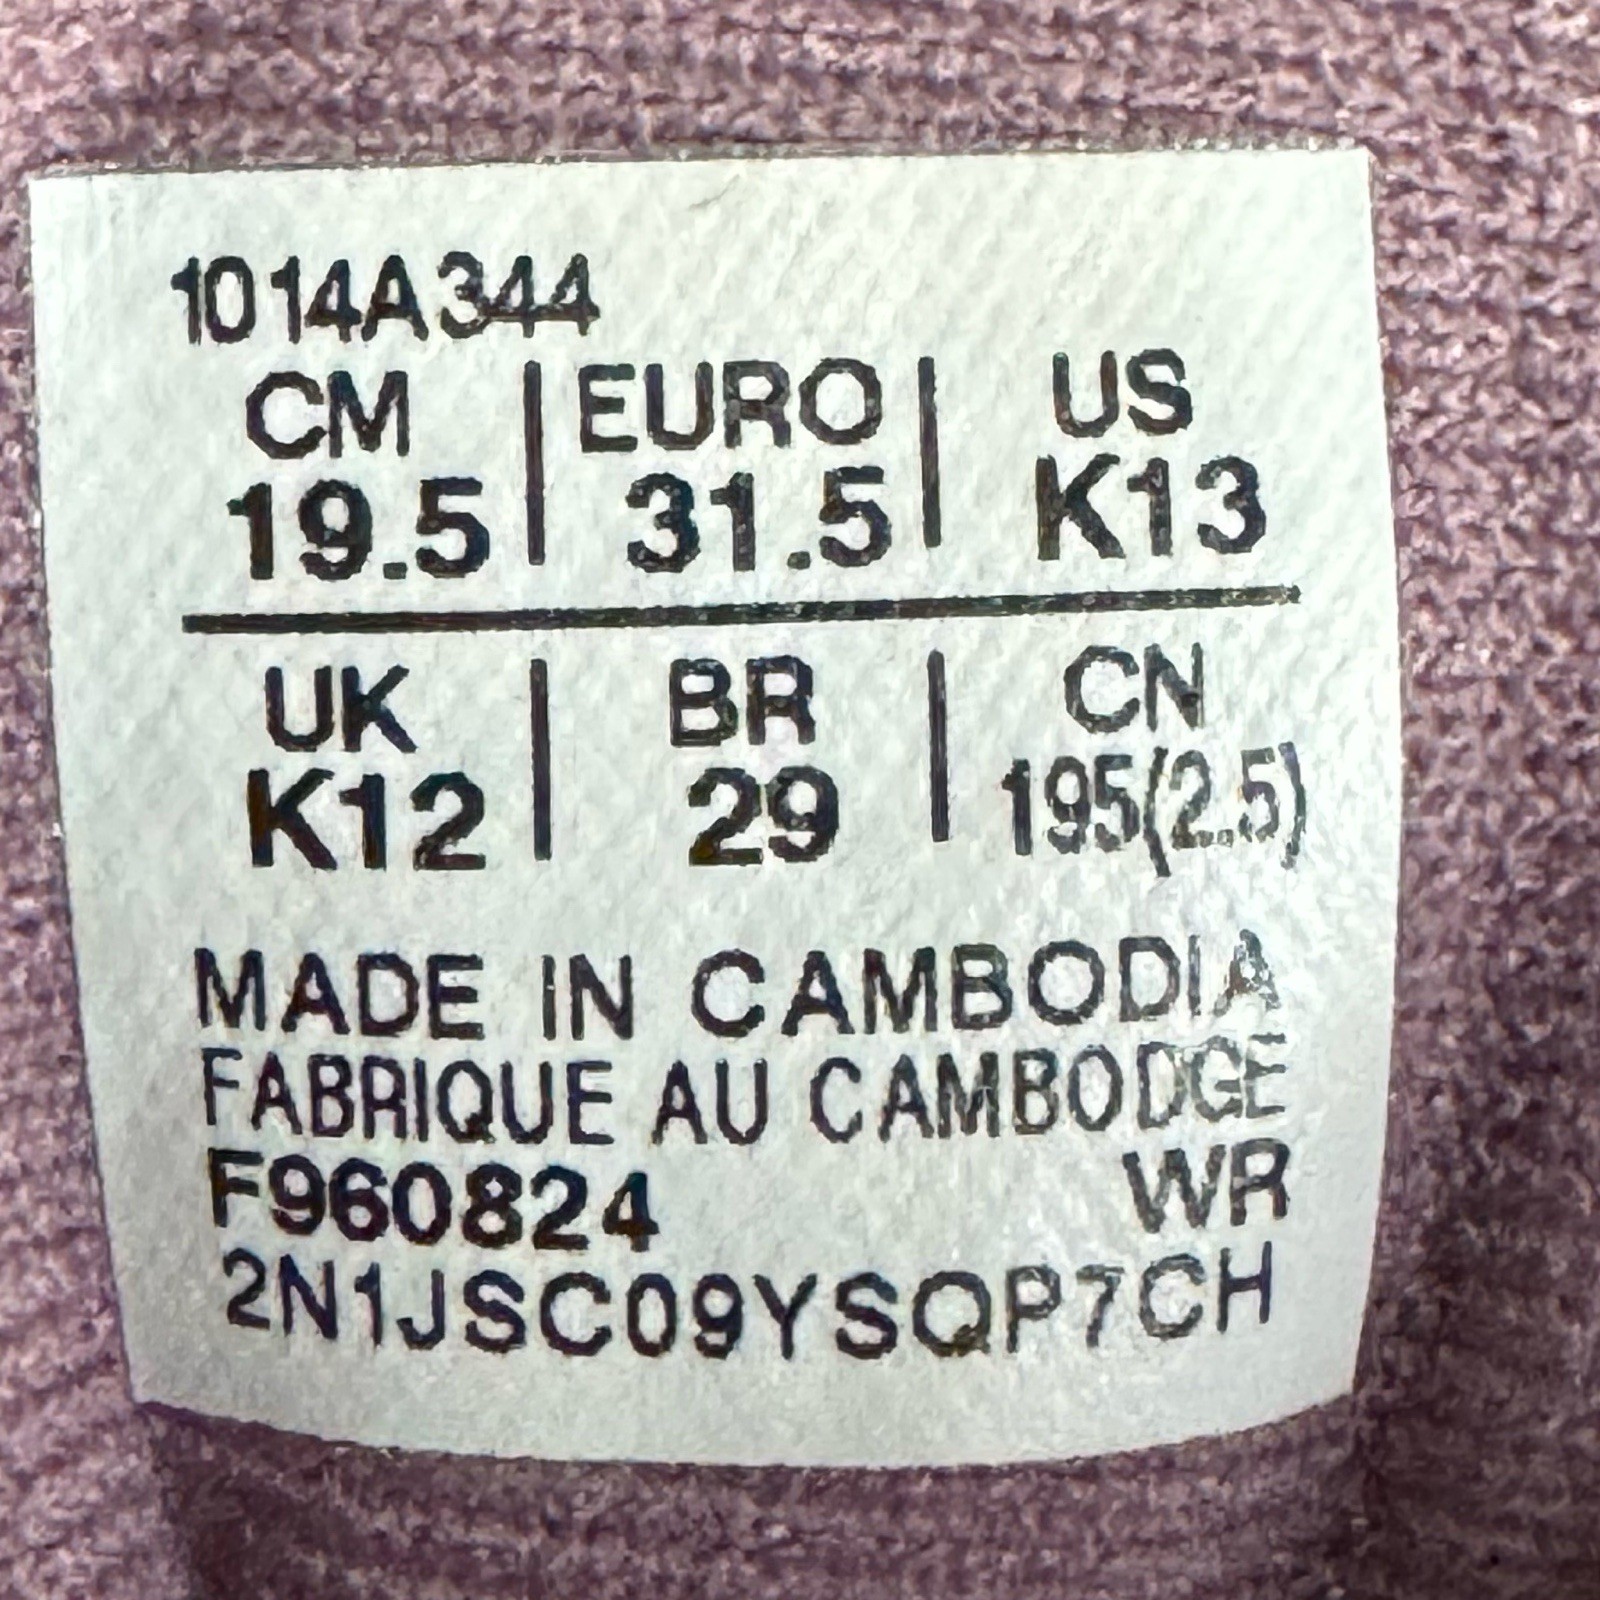 1014A344
CM | EURO | US
19.5 | 31.5 | K13
UK | BR | CN
K12 | 29 | 195(2.5)
MADE IN CAMBODIA
FABRIQUE AU CAMBODGE
F960824 WR
2N1JSC09YSQP7CH